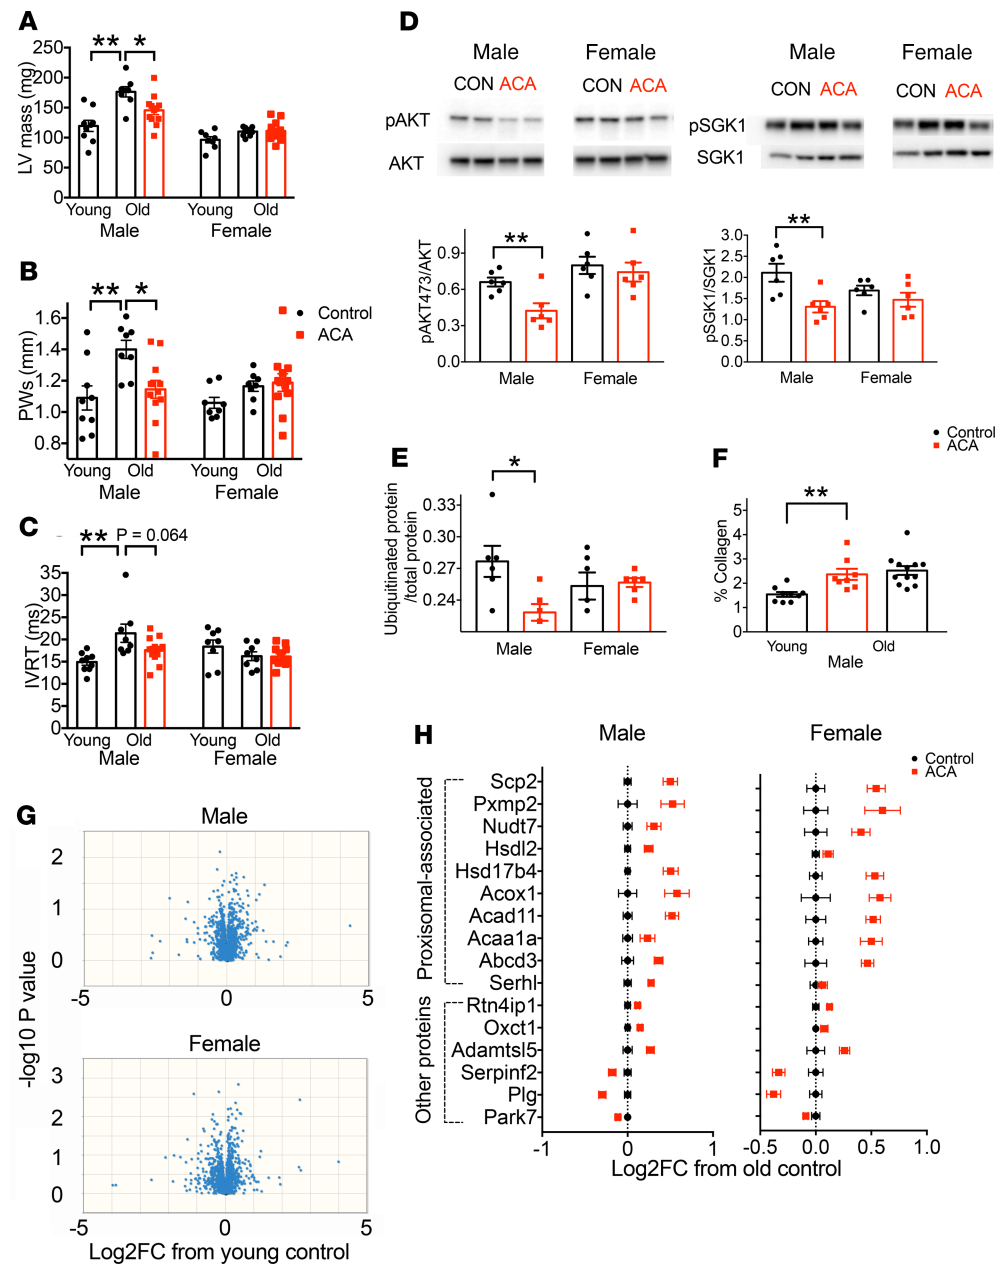 A
250
200
150
100
50
0
LV mass (mg)
**
*
Young
Old
Young
Old
Male
Female
B
1.6
1.4
1.2
1.0
0.8
PWs (mm)
**
*
Control
ACA
Young
Old
Young
Old
Male
Female
C
**
P = 0.064
35
30
25
20
15
10
5
0
IVRT (ms)
Young
Old
Young
Old
Male
Female
D
Male
Female
CON ACA
CON ACA
pAKT
AKT
Male
Female
CON ACA
CON ACA
pSGK1
SGK1
pAKT473/AKT
0.9
0.6
0.3
0.0
**
Male
Female
pSGK1/SGK1
3.0
2.5
2.0
1.5
1.0
0.5
0.0
**
Male
Female
Control
ACA
E
Ubiquitinated protein
/total protein
0.33
0.30
0.27
0.24
*
Male
Female
F
% Collagen
5
4
3
2
1
0
**
Young
Old
Male
G
Male
2
1
0
-5
0
5
-log10 P value
Female
3
2
1
0
-5
0
5
Log2FC from young control
H
Male
Female
Control
ACA
Proxisomal-associated
Scp2
Pxmp2
Nudt7
Hsdl2
Hsd17b4
Acox1
Acad11
Acaa1a
Abcd3
Serhl
Other proteins
Rtn4ip1
Oxct1
Adamtsl5
Serpinf2
Plg
Park7
-1
0
1
-0.5
0.0
0.5
1.0
Log2FC from old control